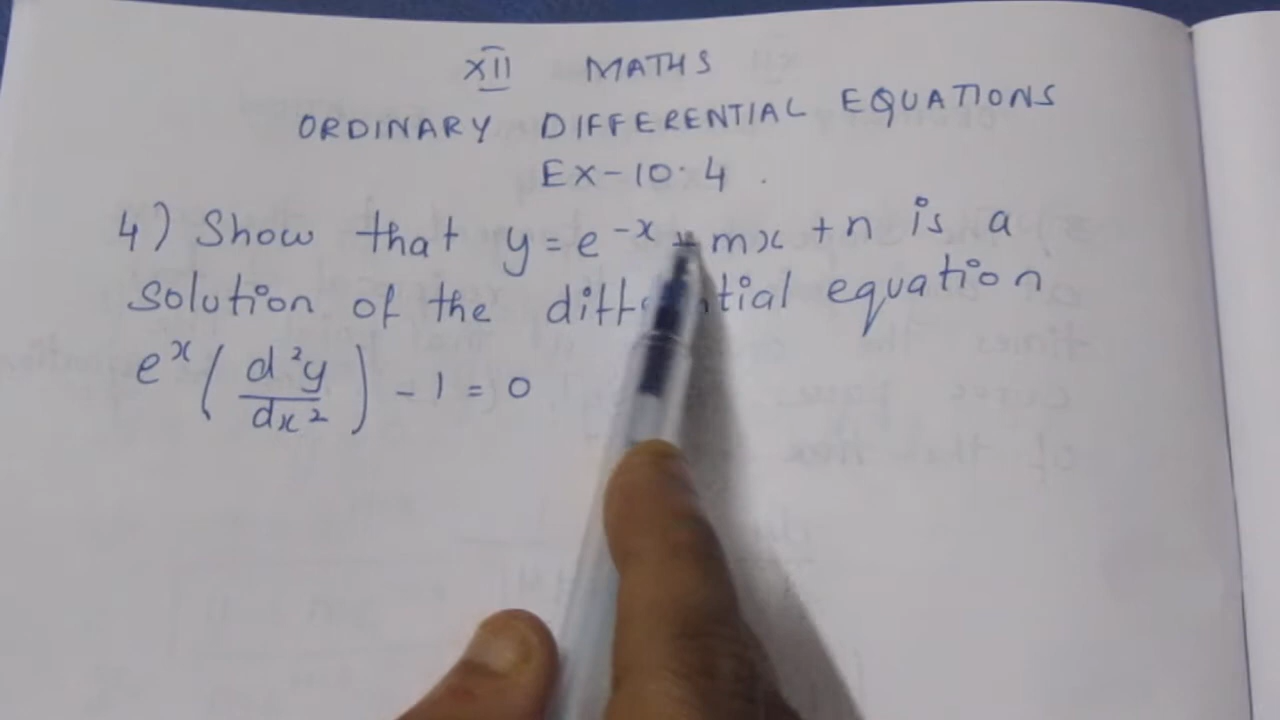 XII MATHS
ORDINARY DIFFERENTIAL EQUATIONS
EX-10.4.
4) Show that y = e^-x + mx + n is a
solution of the equation
e^x (d²y/dx²) - 1 = 0